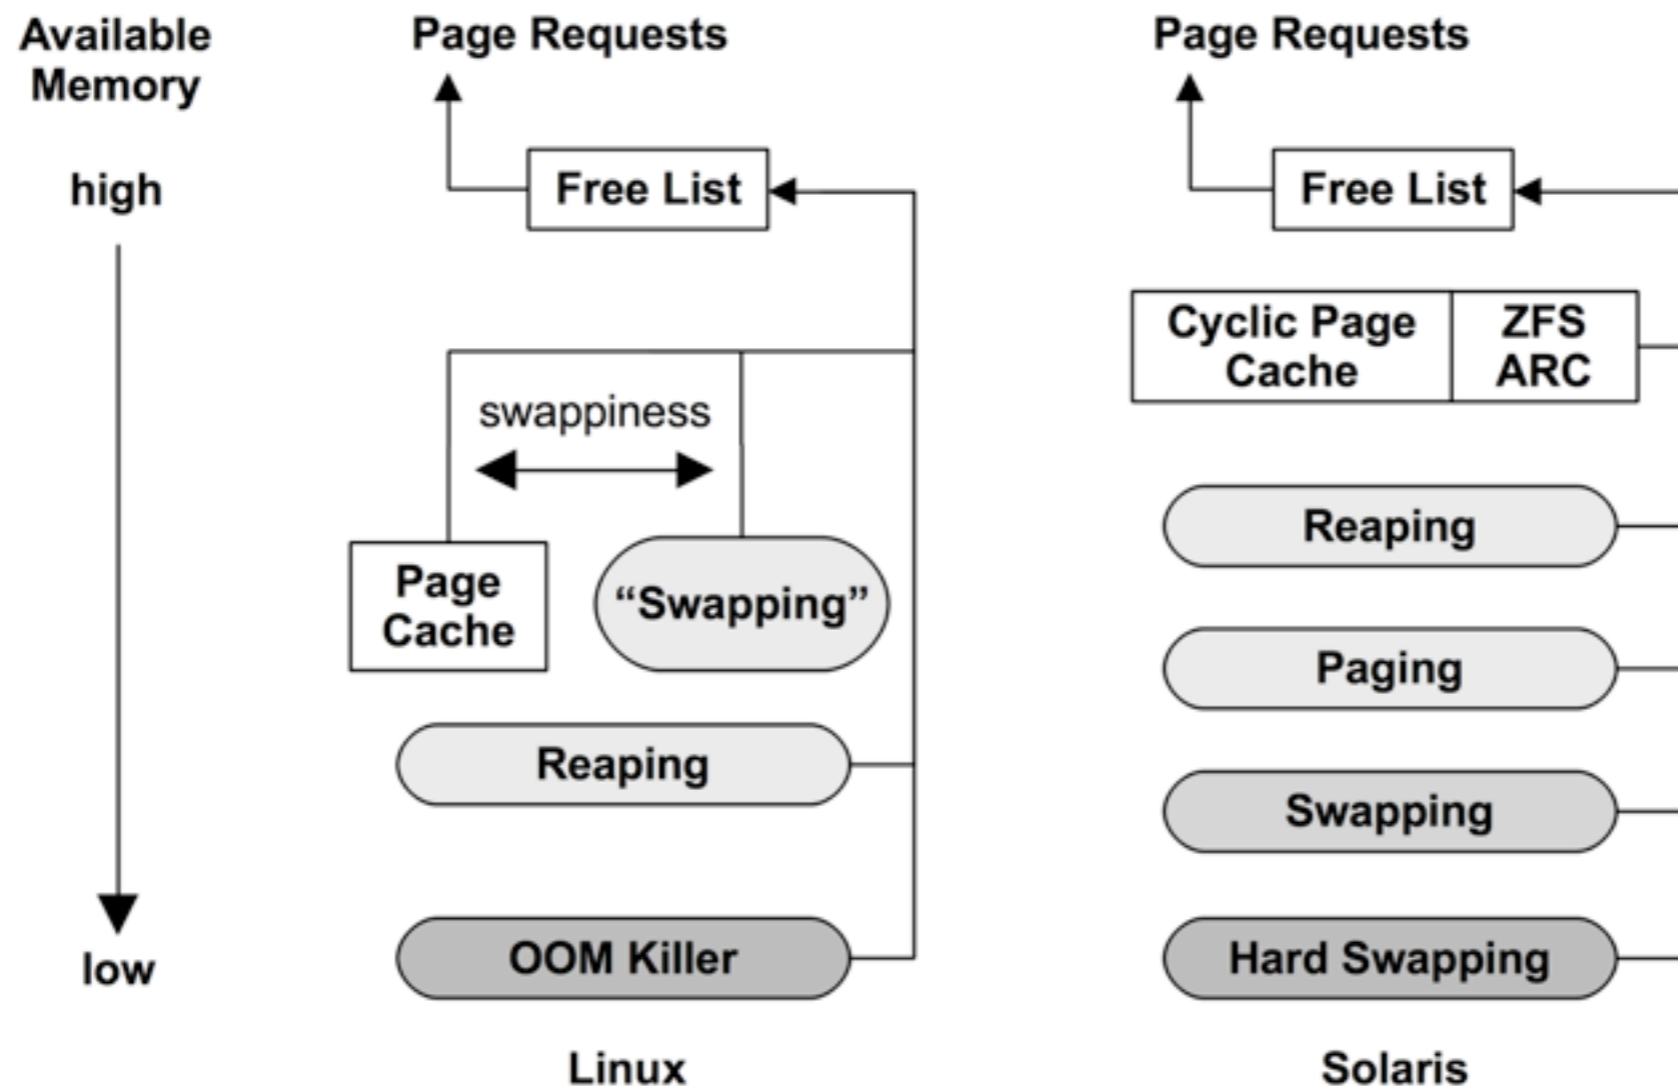 Available
Memory
high
low
Page Requests
Free List
swappiness
Page
Cache
“Swapping”
Reaping
OOM Killer
Linux
Page Requests
Free List
Cyclic Page
Cache
ZFS
ARC
Reaping
Paging
Swapping
Hard Swapping
Solaris